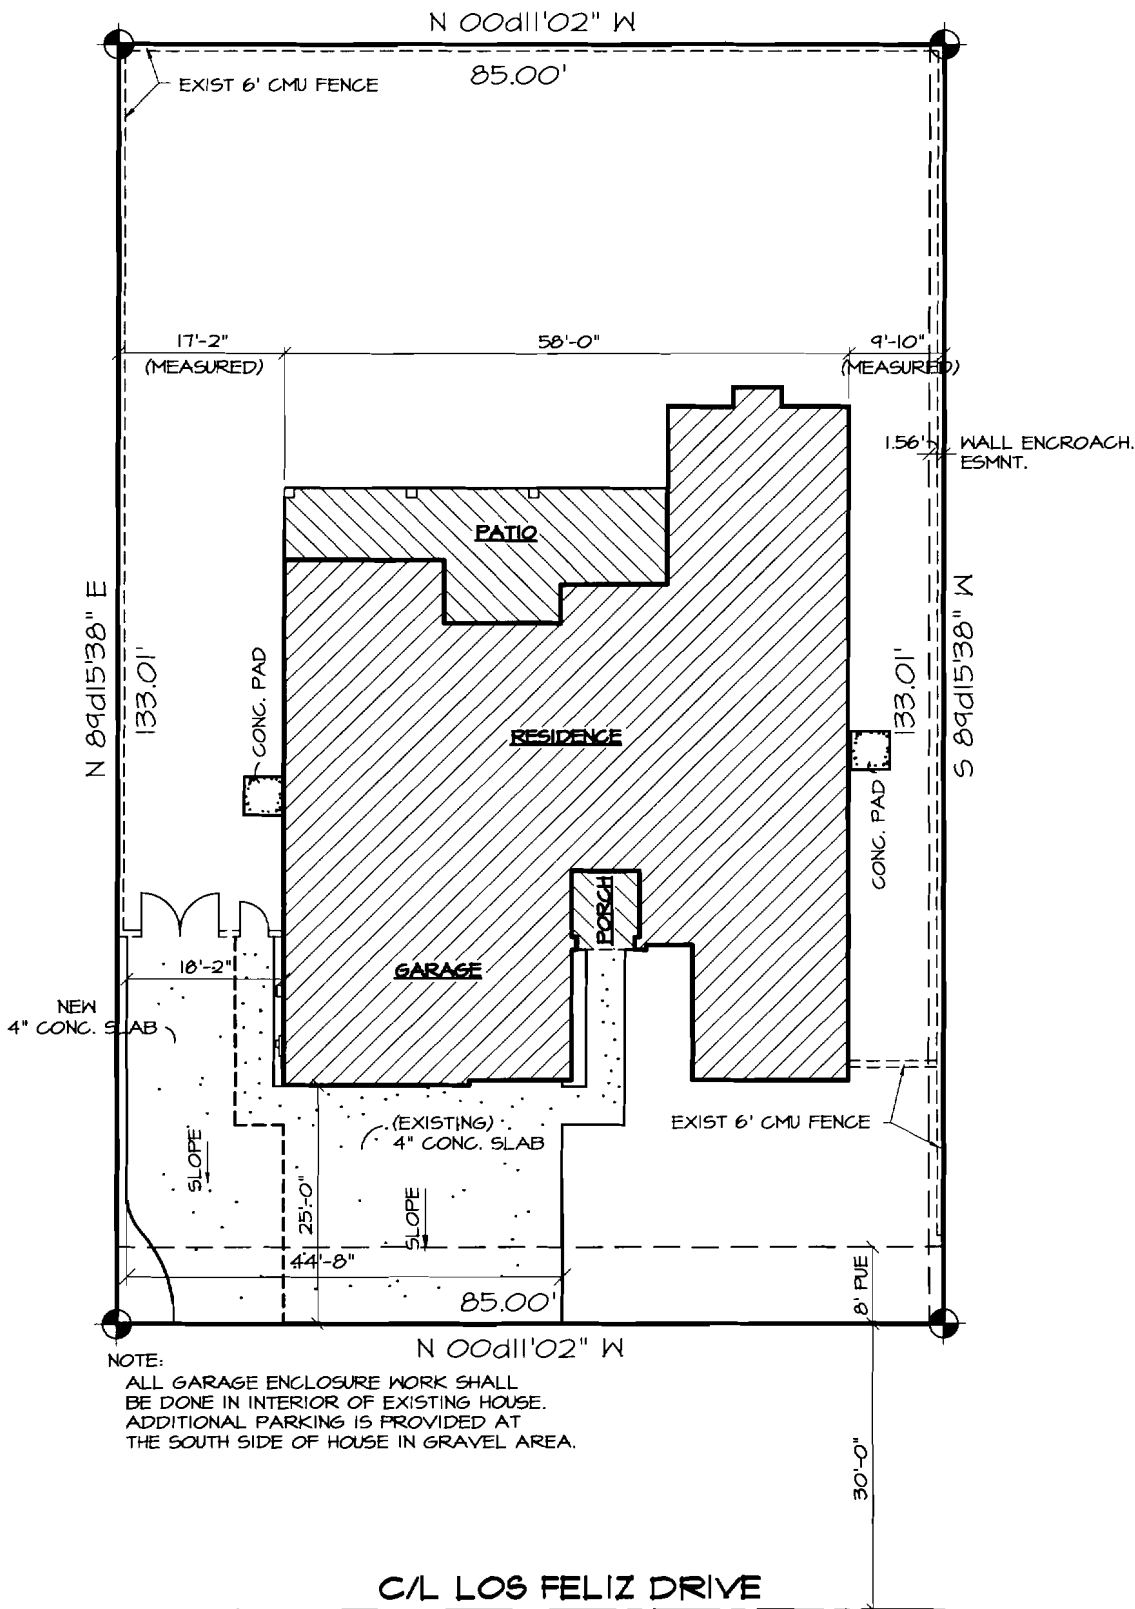 N 00d11'02" W
85.00'
EXIST 6' CMU FENCE
17'-2"
(MEASURED)
58'-0"
9'-10"
(MEASURED)
1.56'
WALL ENCROACH.
ESMNT.
PATIO
N 89d15'38" E
133.01'
CONC. PAD
RESIDENCE
133.01'
S 89d15'38" W
CONC. PAD
PORCH
GARAGE
18'-2"
NEW
4" CONC. SLAB
(EXISTING)
4" CONC. SLAB
EXIST 6' CMU FENCE
SLOPE
25'-0"
SLOPE
44'-8"
8' PUE
85.00'
N 00d11'02" W
NOTE:
ALL GARAGE ENCLOSURE WORK SHALL
BE DONE IN INTERIOR OF EXISTING HOUSE.
ADDITIONAL PARKING IS PROVIDED AT
THE SOUTH SIDE OF HOUSE IN GRAVEL AREA.
30'-0"
C/L LOS FELIZ DRIVE